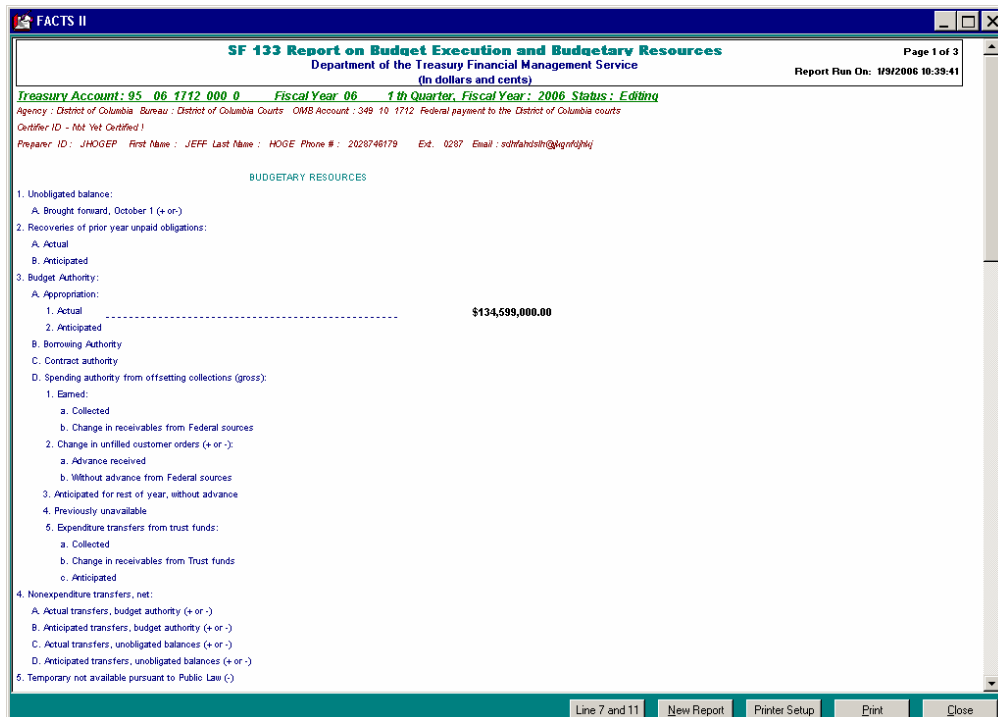 FACTS II
SF 133 Report on Budget Execution and Budgetary Resources
Page 1 of 3
Department of the Treasury Financial Management Service
Report Run On: 1/9/2006 10:39:41
(In dollars and cents)
Treasury Account: 95 06 1712 000 0 Fiscal Year 06 1 th Quarter, Fiscal Year: 2006 Status: Editing
Agency : District of Columbia Bureau : District of Columbia Courts OMB Account : 349 10 1712 Federal payment to the District of Columbia courts
Certifier ID - Not Yet Certified !
Preparer ID : JHOGEP First Name : JEFF Last Name : HOGE Phone # : 2028746179 Ext. 0287 Email :
BUDGETARY RESOURCES
1. Unobligated balance:
A. Brought forward, October 1 (+ or-)
2. Recoveries of prior year unpaid obligations:
A. Actual
B. Anticipated
3. Budget Authority:
A. Appropriation:
1. Actual $134,599,000.00
2. Anticipated
B. Borrowing Authority
C. Contract authority
D. Spending authority from offsetting collections (gross):
1. Earned:
a. Collected
b. Change in receivables from Federal sources
2. Change in unfilled customer orders (+ or -):
a. Advance received
b. Without advance from Federal sources
3. Anticipated for rest of year, without advance
4. Previously unavailable
5. Expenditure transfers from trust funds:
a. Collected
b. Change in receivables from Trust funds
c. Anticipated
4. Nonexpenditure transfers, net:
A. Actual transfers, budget authority (+ or -)
B. Anticipated transfers, budget authority (+ or -)
C. Actual transfers, unobligated balances (+ or -)
D. Anticipated transfers, unobligated balances (+ or -)
5. Temporary not available pursuant to Public Law (-)
Line 7 and 11 New Report Printer Setup Print Close